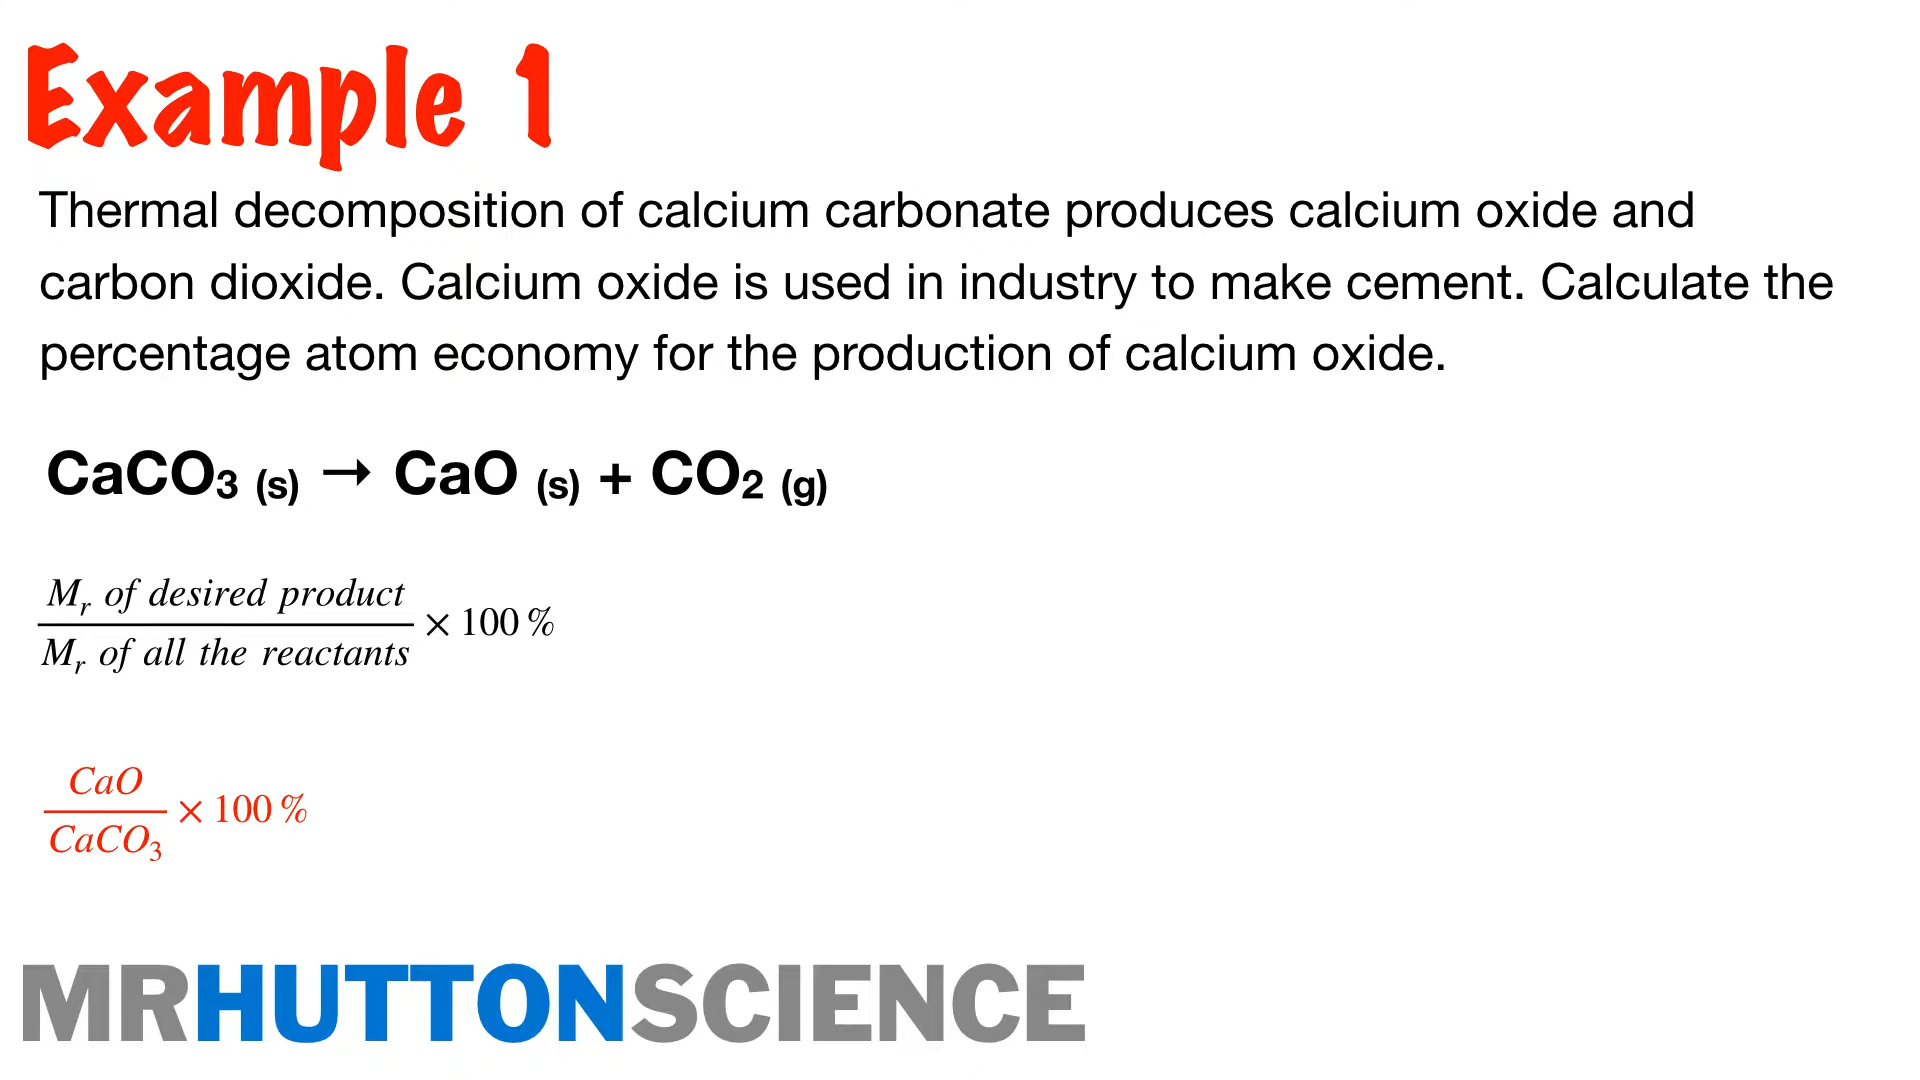 Example 1
Thermal decomposition of calcium carbonate produces calcium oxide and
carbon dioxide. Calcium oxide is used in industry to make cement. Calculate the
percentage atom economy for the production of calcium oxide.
CaCO₃ (s) → CaO (s) + CO₂ (g)
Mᵣ of desired product
Mᵣ of all the reactants
× 100 %
CaO
CaCO₃
× 100 %
MRHUTTONSCIENCE